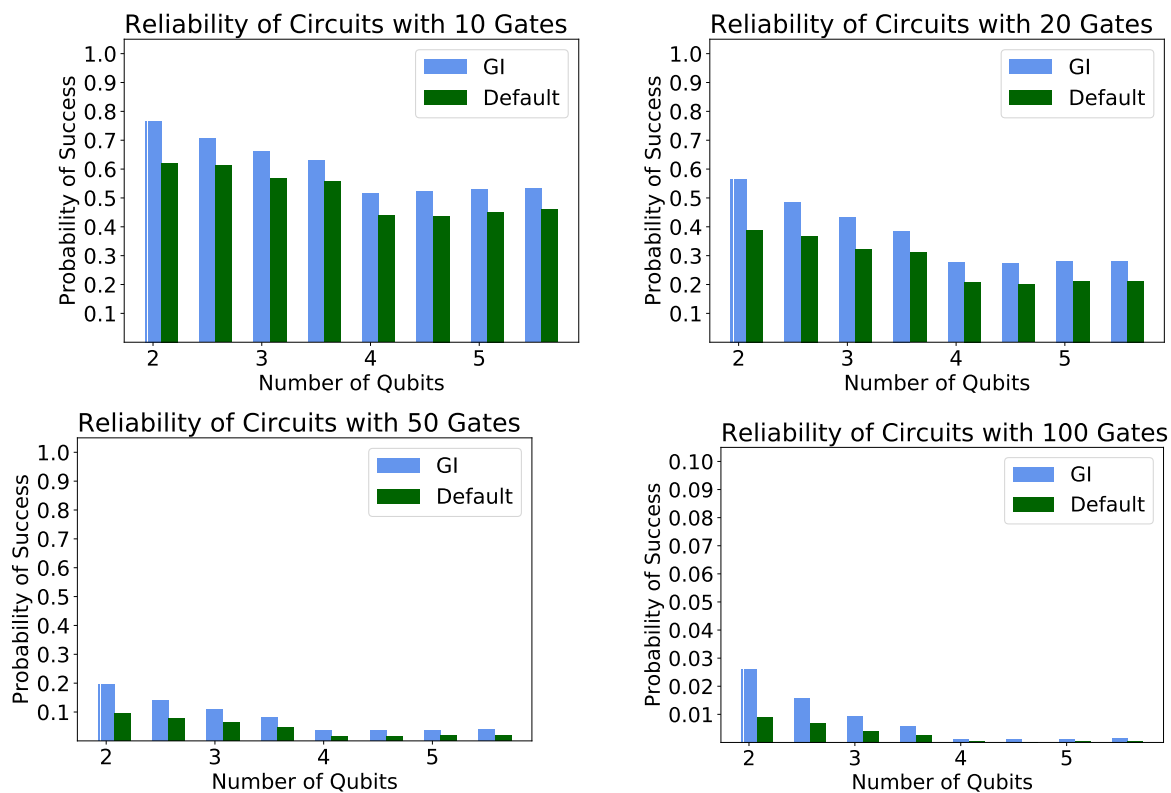 Reliability of Circuits with 10 Gates
Probability of Success
1.0
0.9
0.8
0.7
0.6
0.5
0.4
0.3
0.2
0.1
GI
Default
2 3 4 5
Number of Qubits
Reliability of Circuits with 20 Gates
Probability of Success
1.0
0.9
0.8
0.7
0.6
0.5
0.4
0.3
0.2
0.1
GI
Default
2 3 4 5
Number of Qubits
Reliability of Circuits with 50 Gates
Probability of Success
1.0
0.9
0.8
0.7
0.6
0.5
0.4
0.3
0.2
0.1
GI
Default
2 3 4 5
Number of Qubits
Reliability of Circuits with 100 Gates
Probability of Success
0.10
0.09
0.08
0.07
0.06
0.05
0.04
0.03
0.02
0.01
GI
Default
2 3 4 5
Number of Qubits